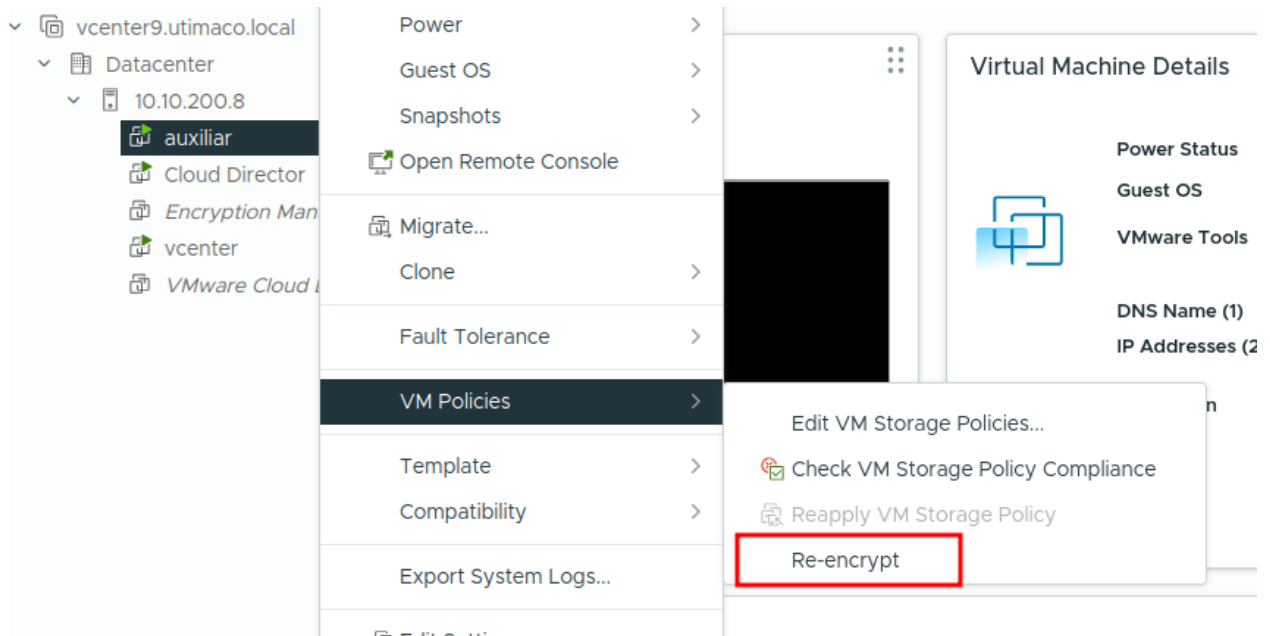 vcenter9.utimaco.local
Datacenter
10.10.200.8
auxiliar
Cloud Director
Encryption Man
vcenter
VMware Cloud
Power
Guest OS
Snapshots
Open Remote Console
Migrate...
Clone
Fault Tolerance
VM Policies
Template
Compatibility
Export System Logs...
Edit VM Storage Policies...
Check VM Storage Policy Compliance
Reapply VM Storage Policy
Re-encrypt
Virtual Machine Details
Power Status
Guest OS
VMware Tools
DNS Name (1)
IP Addresses (2
n